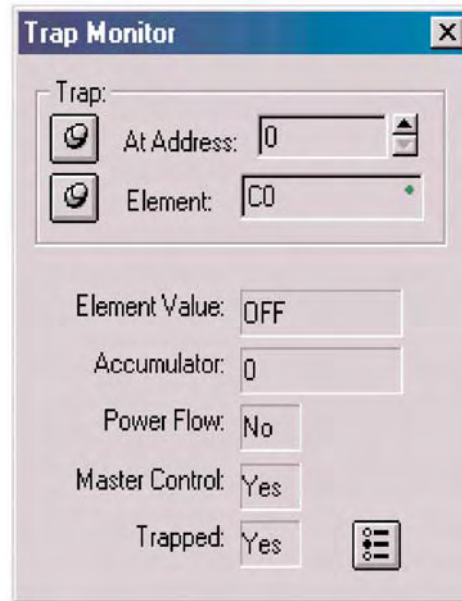 Trap Monitor
Trap:
At Address: 0
Element: C0
Element Value: OFF
Accumulator: 0
Power Flow: No
Master Control: Yes
Trapped: Yes